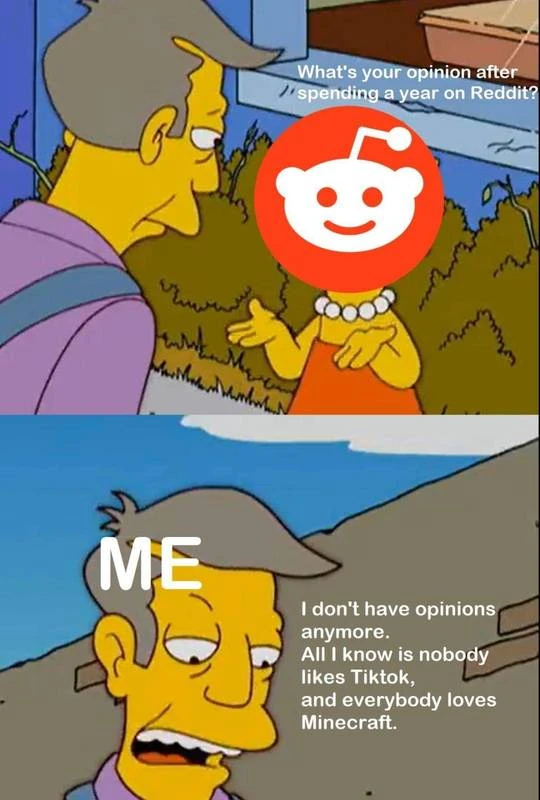 What's your opinion after
spending a year on Reddit?
ME
I don't have opinions
anymore.
All I know is nobody
likes Tiktok,
and everybody loves
Minecraft.